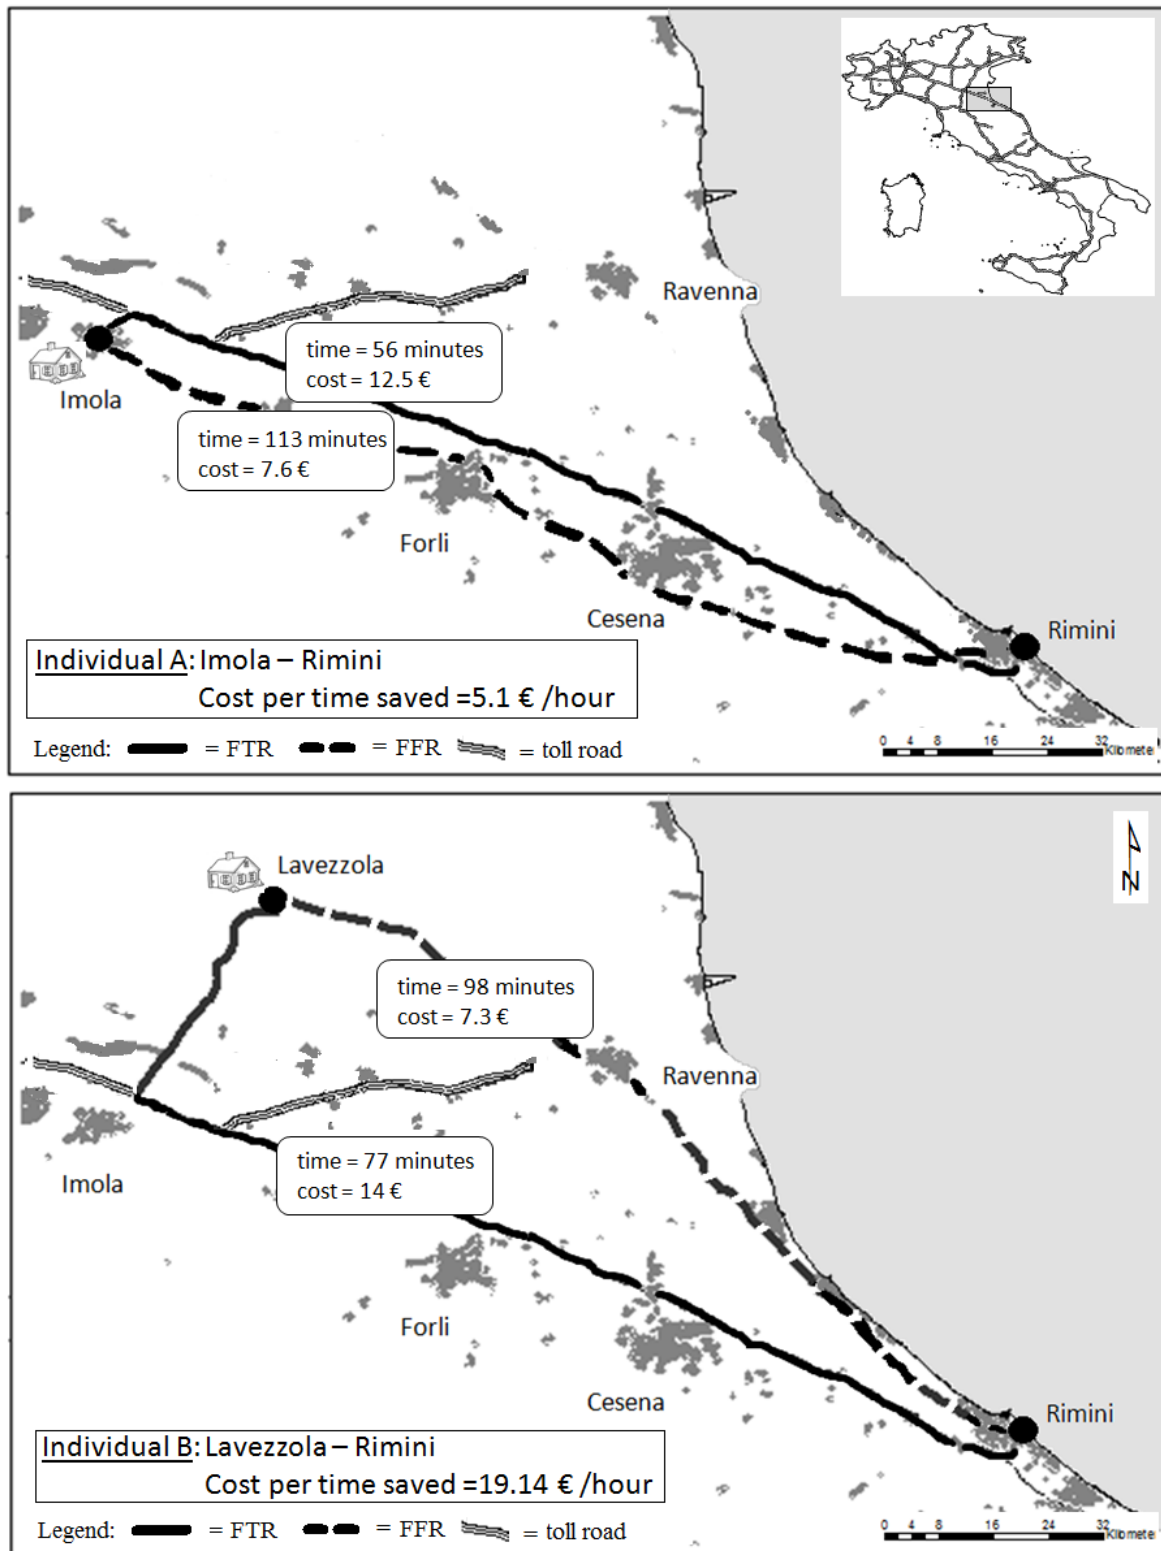 Ravenna
time = 56 minutes
cost = 12.5 €
Imola
time = 113 minutes
cost = 7.6 €
Forli
Cesena
Rimini
Individual A: Imola – Rimini
Cost per time saved =5.1 € /hour
Legend: = FTR = FFR = toll road
0 4 8 16 24 32
Kilometer
Lavezzola
N
time = 98 minutes
cost = 7.3 €
Ravenna
time = 77 minutes
cost = 14 €
Imola
Forli
Cesena
Rimini
Individual B: Lavezzola – Rimini
Cost per time saved =19.14 € /hour
Legend: = FTR = FFR = toll road
0 4 8 16 24 32
Kilometer